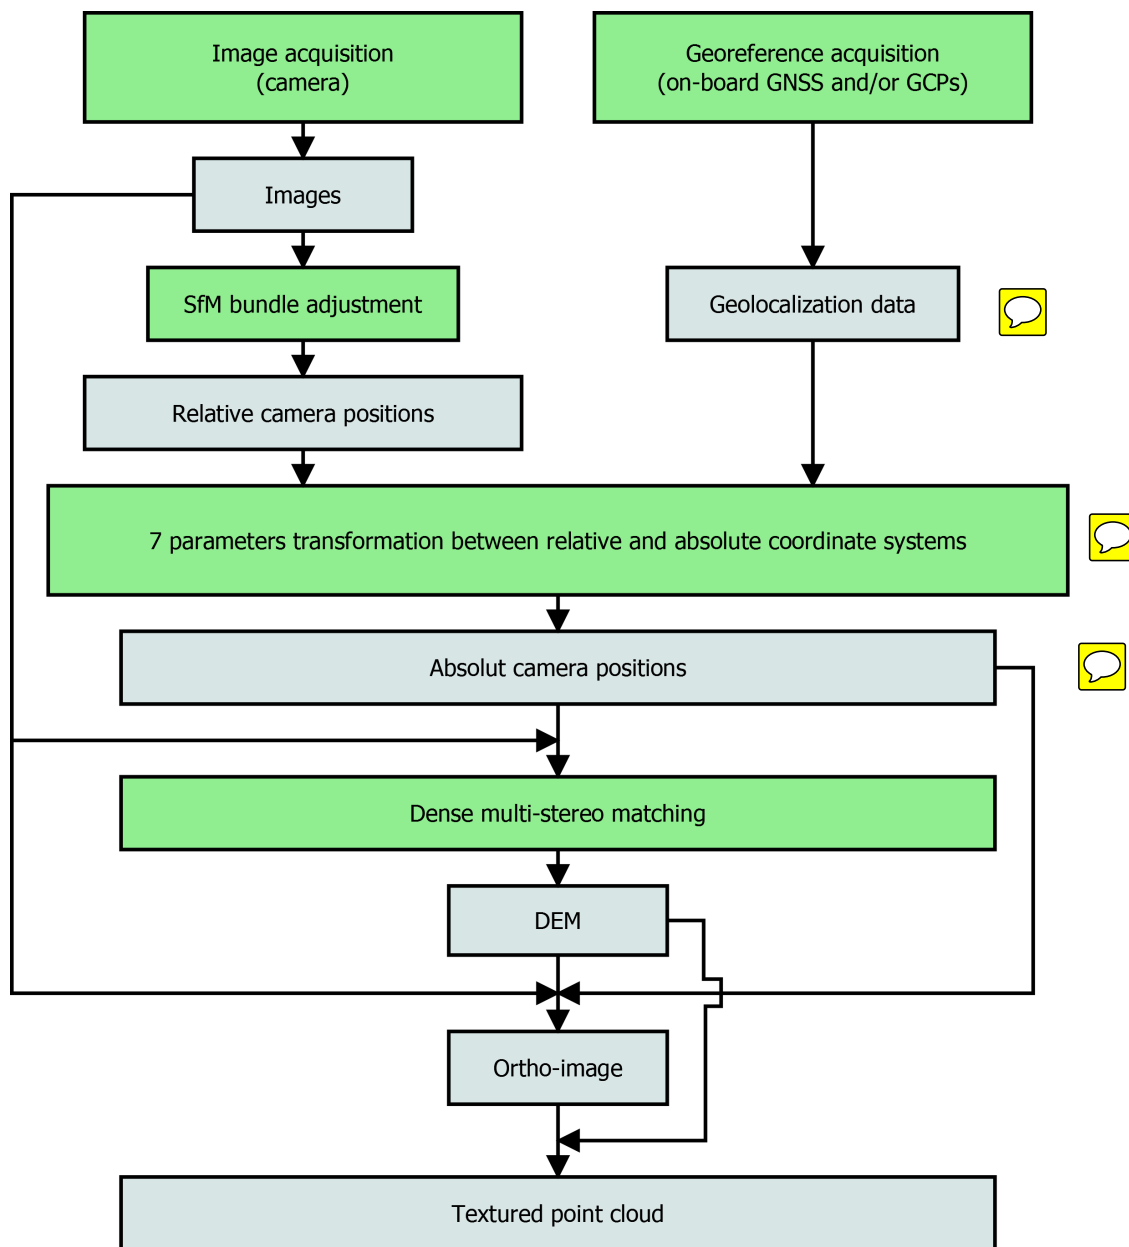 Image acquisition
(camera)
Georeference acquisition
(on-board GNSS and/or GCPs)
Images
SfM bundle adjustment
Geolocalization data
Relative camera positions
7 parameters transformation between relative and absolute coordinate systems
Absolut camera positions
Dense multi-stereo matching
DEM
Ortho-image
Textured point cloud